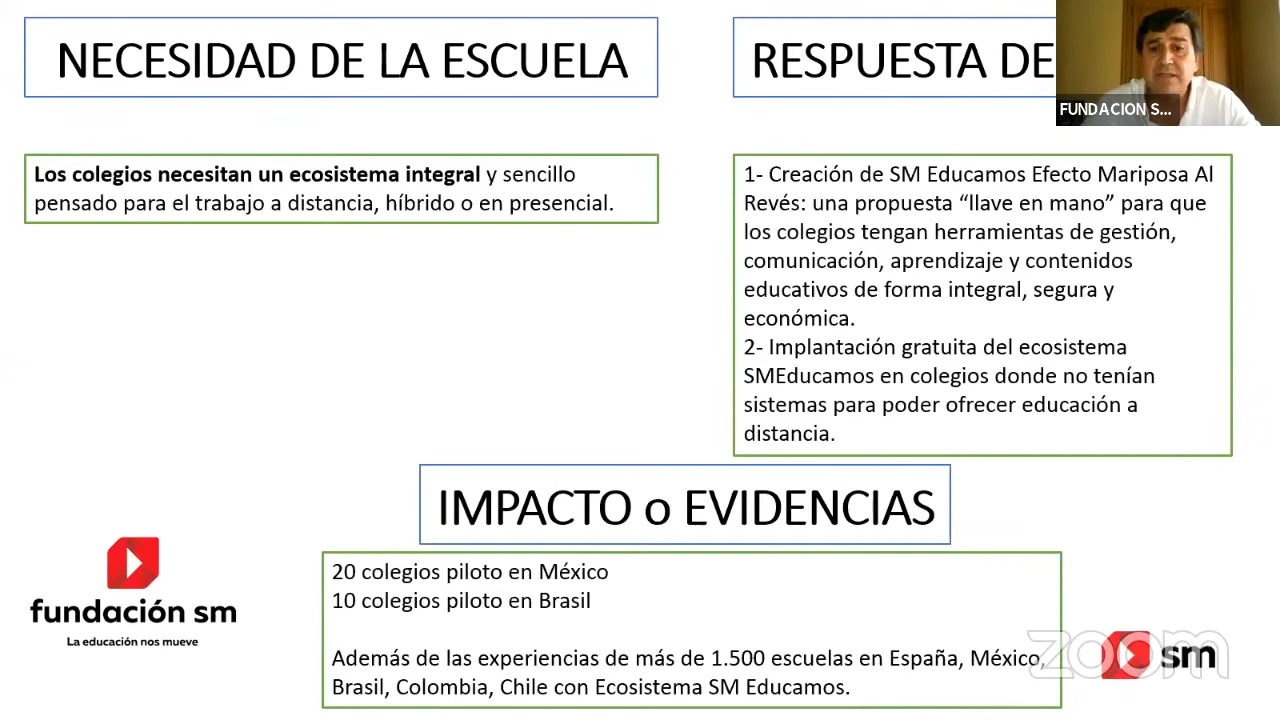 NECESIDAD DE LA ESCUELA
RESPUESTA DE
FUNDACION S...
Los colegios necesitan un ecosistema integral y sencillo
pensado para el trabajo a distancia, híbrido o en presencial.
1- Creación de SM Educamos Efecto Mariposa Al
Revés: una propuesta “llave en mano” para que
los colegios tengan herramientas de gestión,
comunicación, aprendizaje y contenidos
educativos de forma integral, segura y
económica.
2- Implantación gratuita del ecosistema
SMEducamos en colegios donde no tenían
sistemas para poder ofrecer educación a
distancia.
IMPACTO o EVIDENCIAS
20 colegios piloto en México
10 colegios piloto en Brasil
Además de las experiencias de más de 1.500 escuelas en España, México,
Brasil, Colombia, Chile con Ecosistema SM Educamos.
fundación sm
La educación nos mueve
zoom
sm